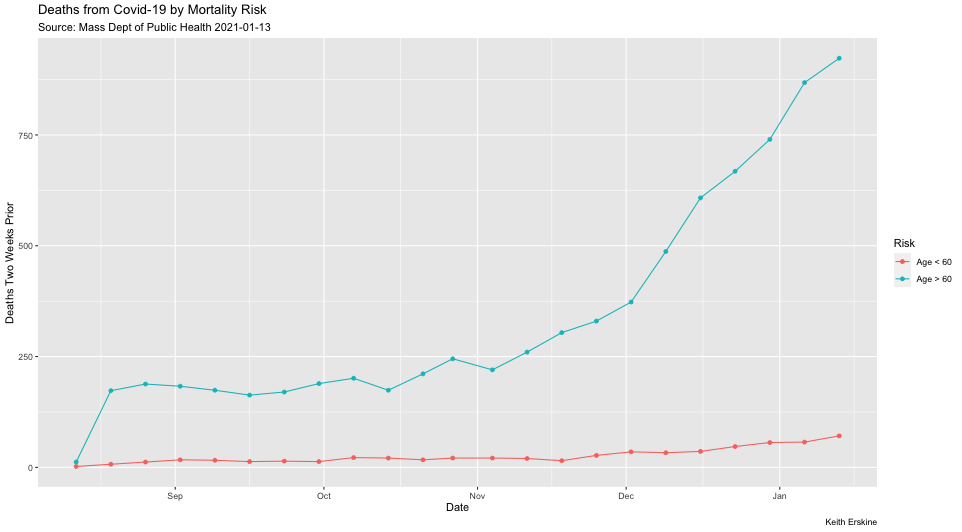 Deaths from Covid-19 by Mortality Risk
Source: Mass Dept of Public Health 2021-01-13
Deaths Two Weeks Prior
750
500
250
0
Sep Oct Nov Dec Jan
Date
Risk
Age < 60
Age > 60
Keith Erskine